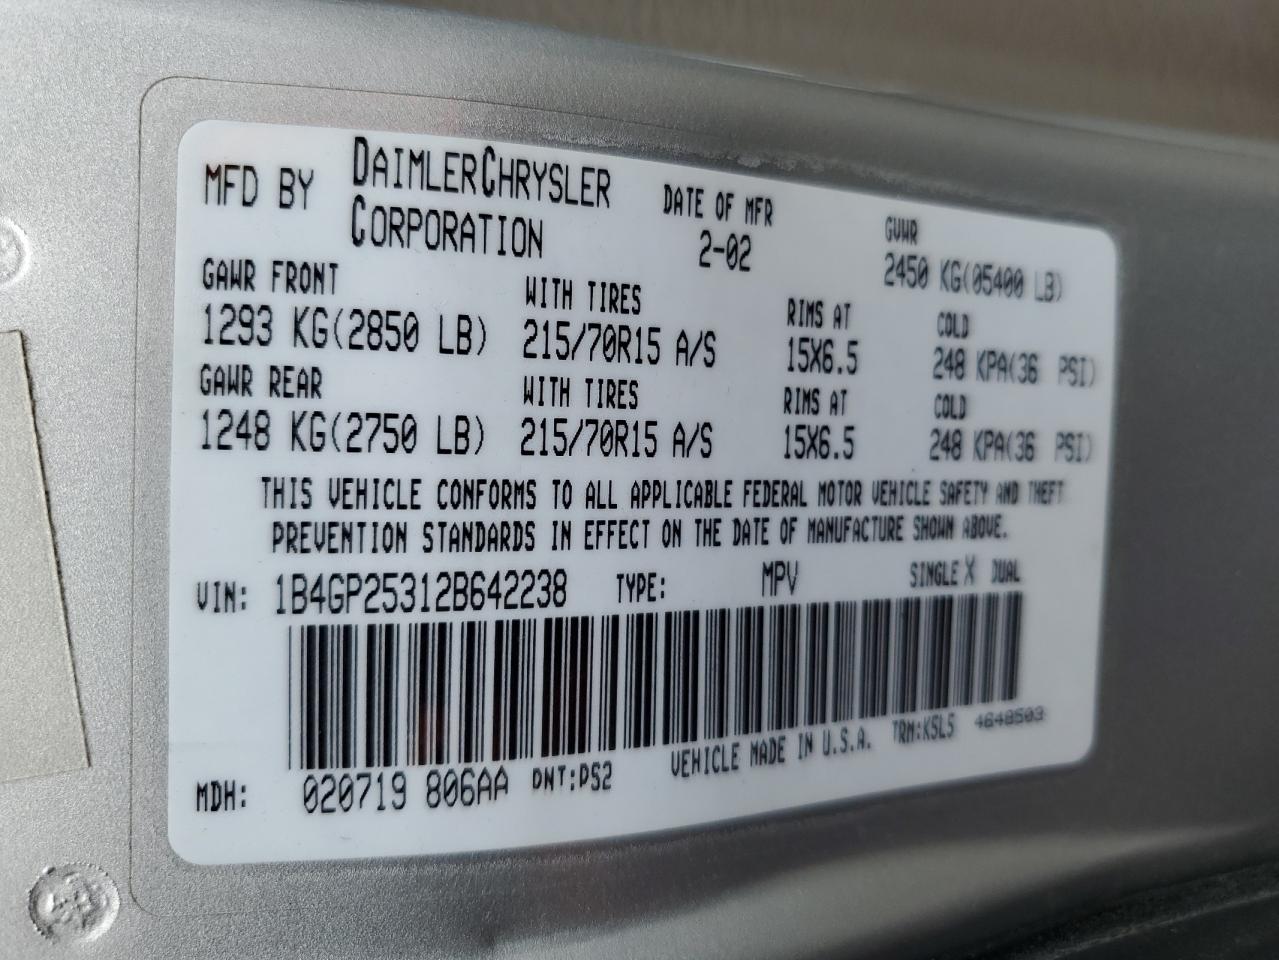 MFD BY DAIMLERCHRYSLER CORPORATION DATE OF MFR 2-02 GVWR 2450 KG(05400 LB)
GAWR FRONT WITH TIRES RIMS AT COLD
1293 KG(2850 LB) 215/70R15 A/S 15X6.5 248 KPA(36 PSI)
GAWR REAR WITH TIRES RIMS AT COLD
1248 KG(2750 LB) 215/70R15 A/S 15X6.5 248 KPA(36 PSI)
THIS VEHICLE CONFORMS TO ALL APPLICABLE FEDERAL MOTOR VEHICLE SAFETY AND THEFT
PREVENTION STANDARDS IN EFFECT ON THE DATE OF MANUFACTURE SHOWN ABOVE.
VIN: 1B4GP25312B642238 TYPE: MPV SINGLE X DUAL
MDH: 020719 806AA PNT:PS2 VEHICLE MADE IN U.S.A. TRM:K5L5 4648503